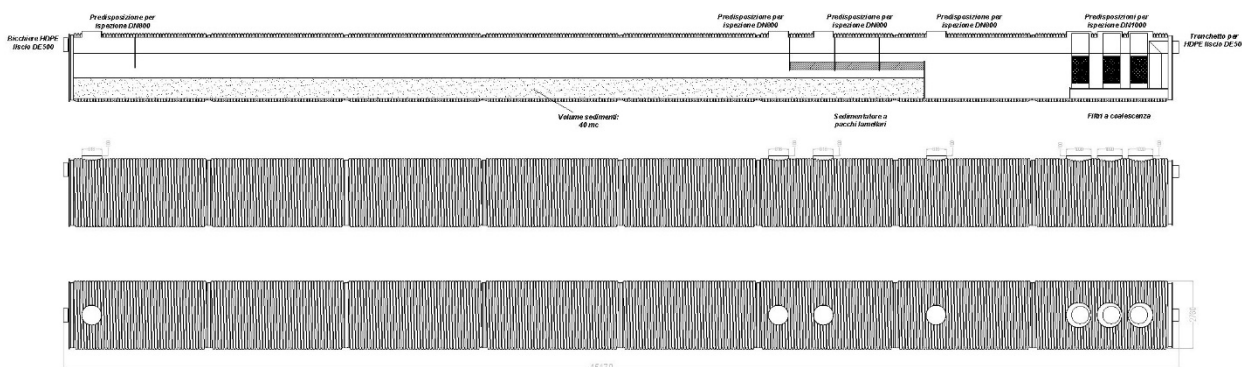 Predisposizione per
ispezione DN800
Predisposizione per
ispezione DN800
Predisposizione per
ispezione DN800
Predisposizione per
ispezione DN800
Predisposizioni per
ispezione DN1000
Bicchiere HDPE
liscio DE500
Tronchetto per
HDPE liscio DE50
Volume sedimenti:
40 mc
Sedimentatore a
pacchi lamellari
Filtri a coalescenza